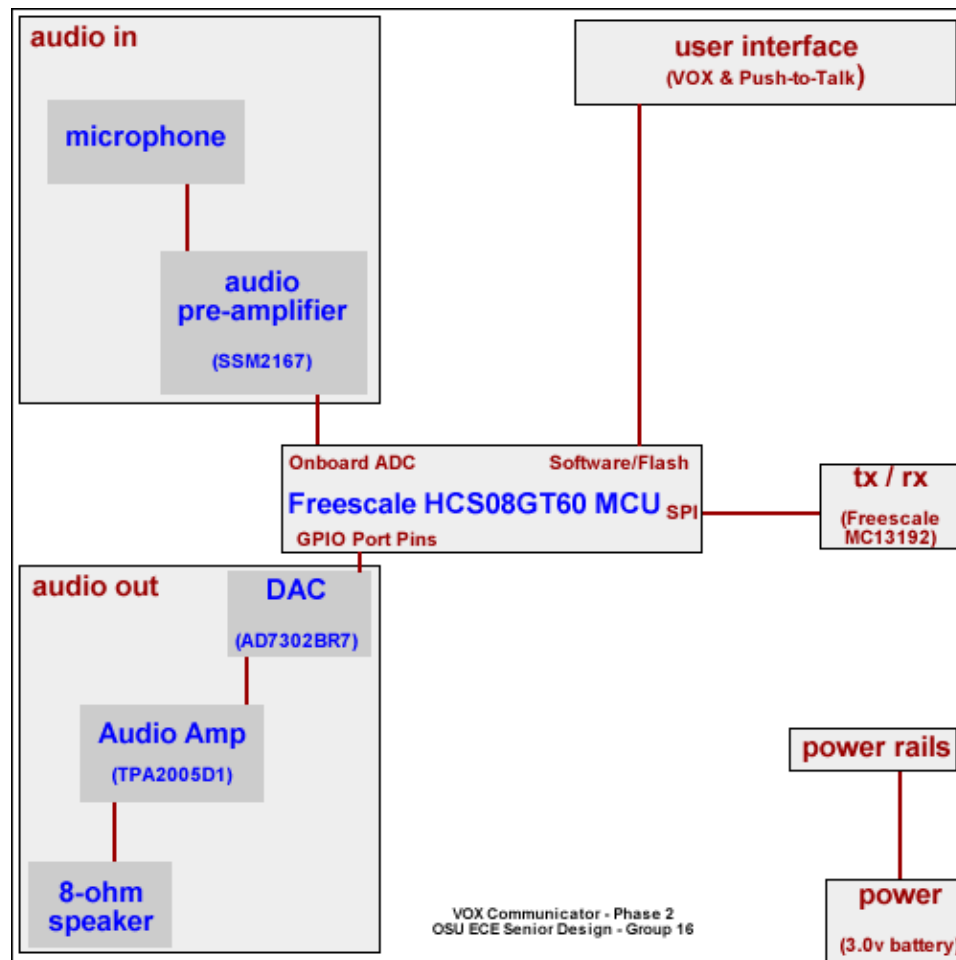 audio in
microphone
audio
pre-amplifier
(SSM2167)
user interface
(VOX & Push-to-Talk)
Onboard ADC
Software/Flash
Freescale HCS08GT60 MCU
SPI
GPIO Port Pins
tx / rx
(Freescale
MC13192)
audio out
DAC
(AD7302BR7)
Audio Amp
(TPA2005D1)
8-ohm
speaker
power rails
power
(3.0v battery)
VOX Communicator - Phase 2
OSU ECE Senior Design - Group 16